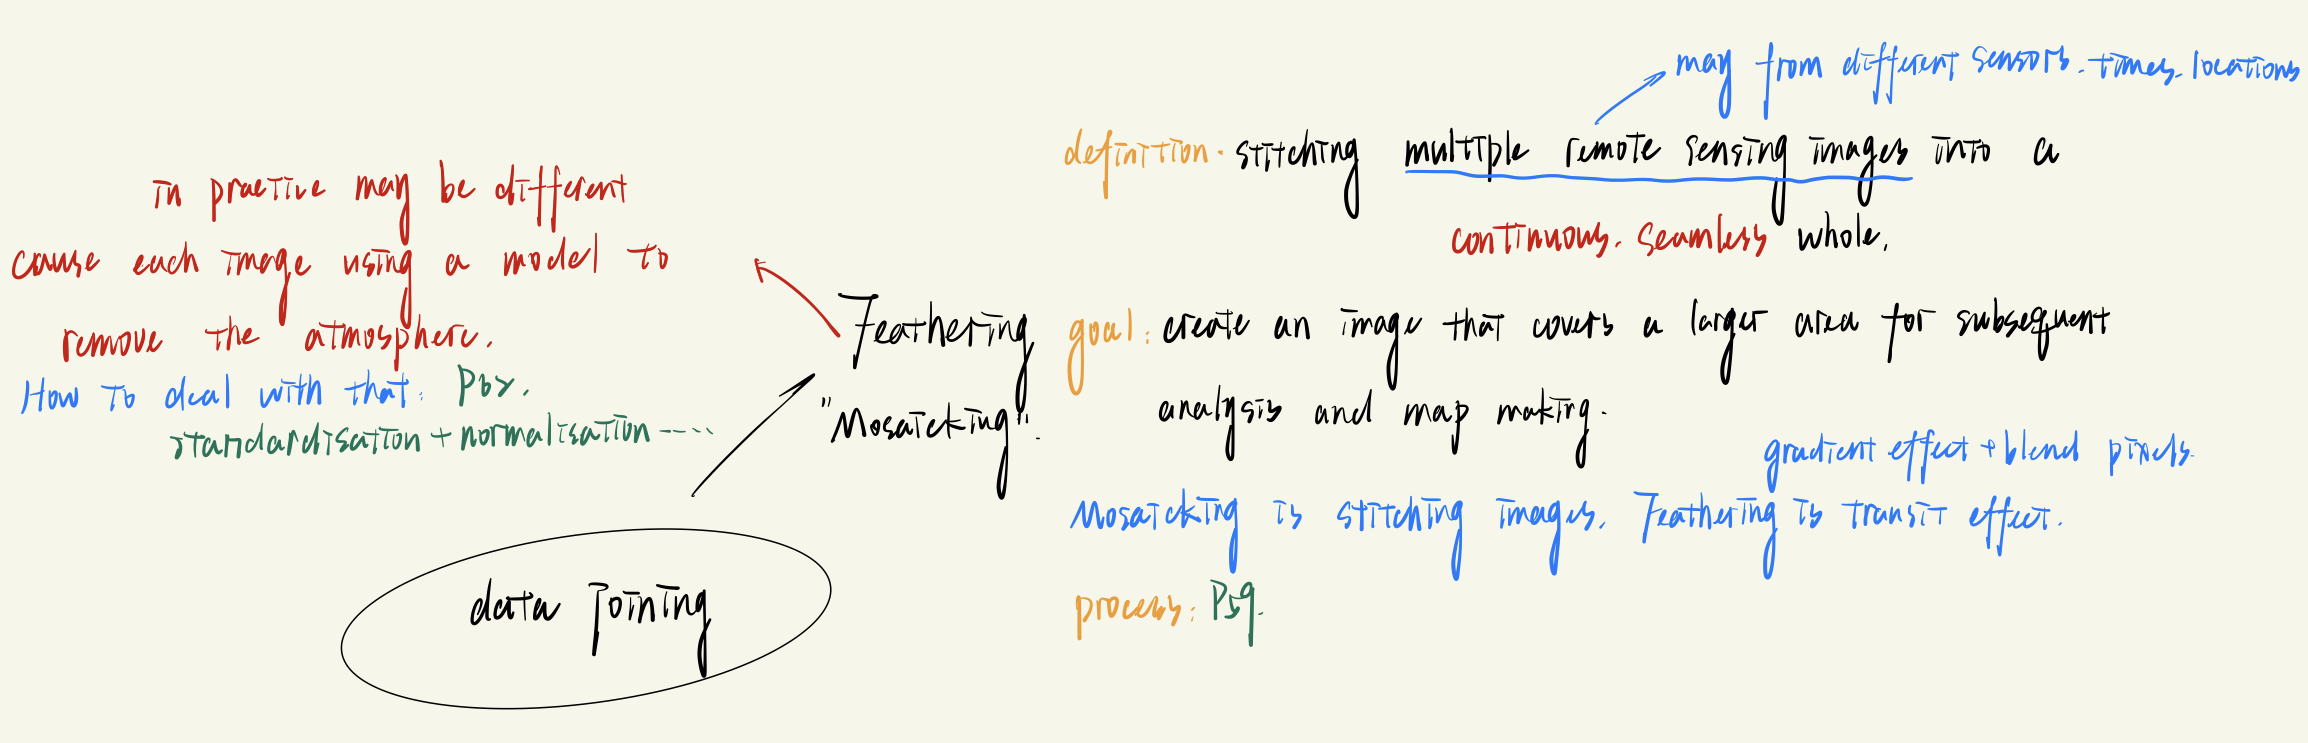 may from different sensors. times. locations
definition. stitching multiple remote sensing images into a
continuous. seamless whole.
in practive may be different
cause each image using a model to
remove the atmosphere.
How to deal with that:
standardisation + normalisation ----
Feathering
"Mosaicking".
goal: create an image that covers a larger area for subsequent
analysis and map making.
gradient effect + blend pixels.
Mosaicking is stitching images. Feathering is transit effect.
process: P59.
data joining